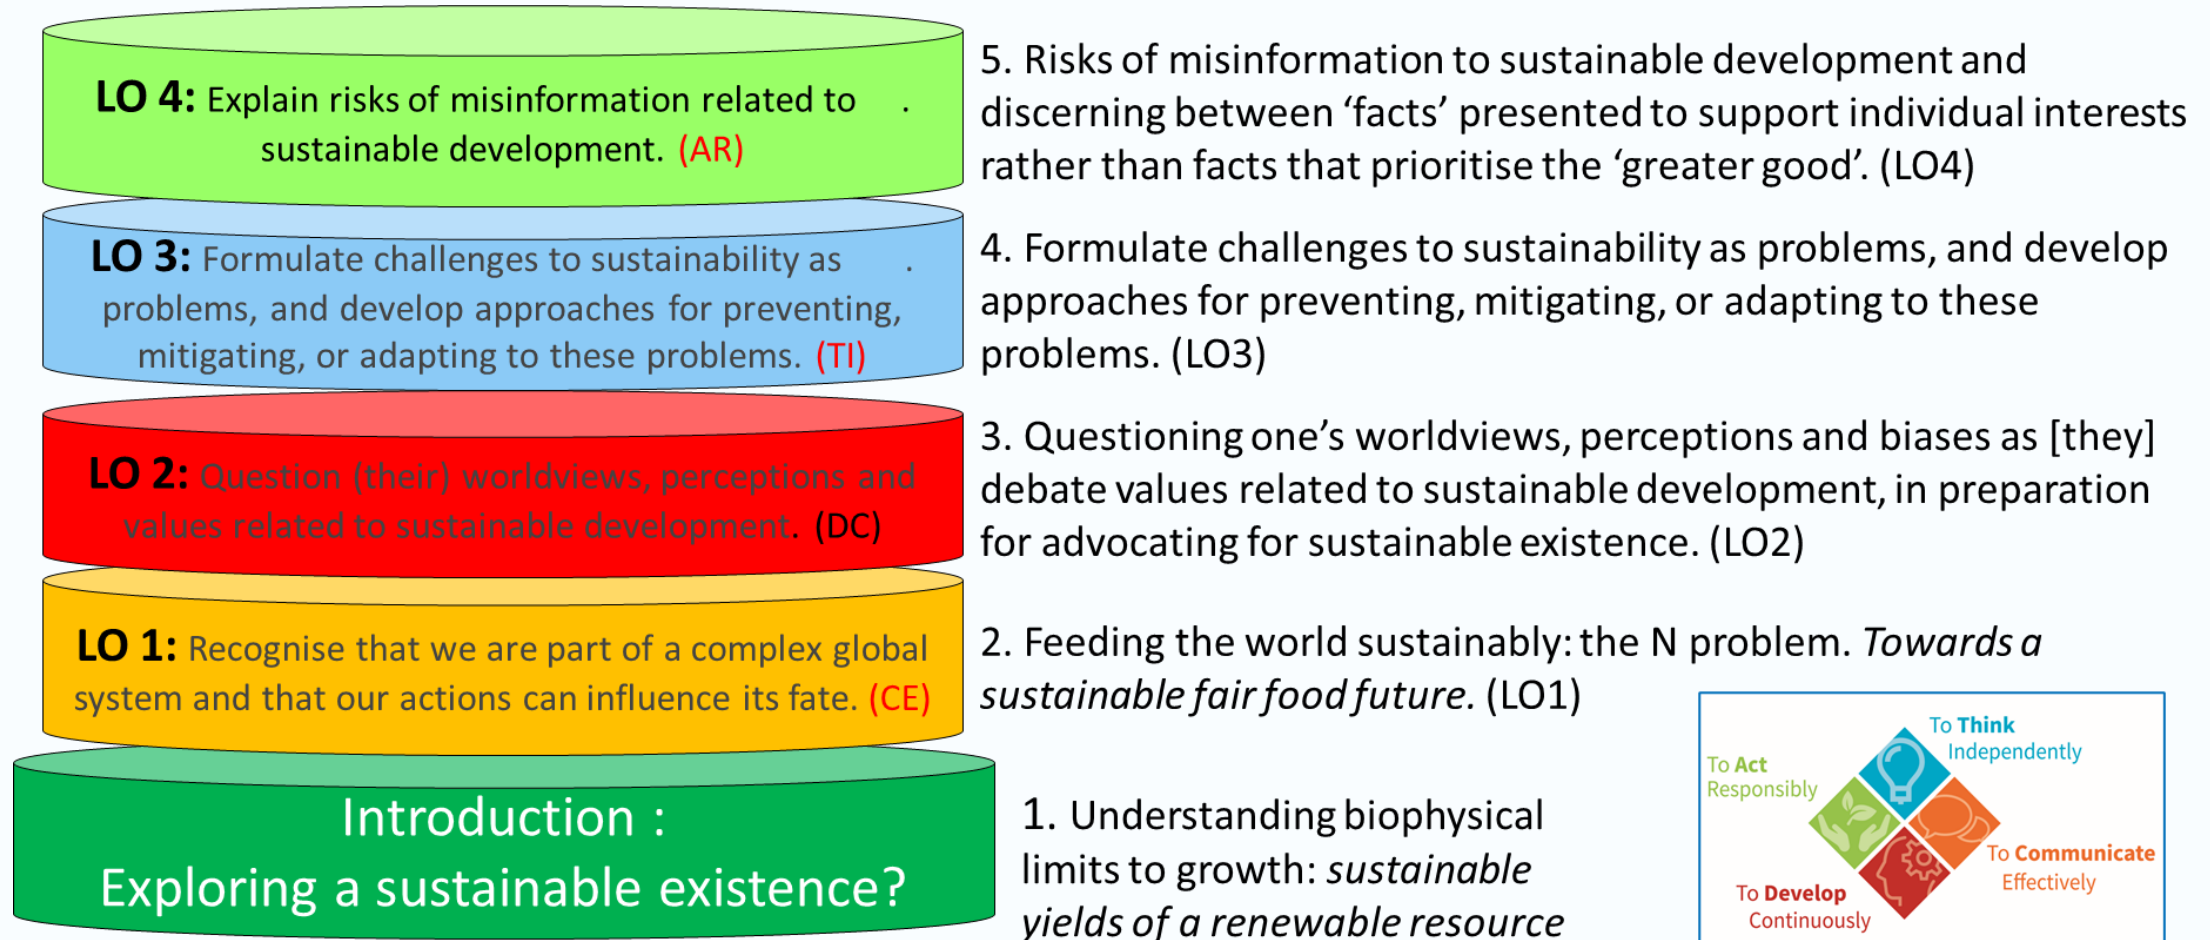 LO 4: Explain risks of misinformation related to .
sustainable development. (AR)
5. Risks of misinformation to sustainable development and
discerning between ‘facts’ presented to support individual interests
rather than facts that prioritise the ‘greater good’. (LO4)
LO 3: Formulate challenges to sustainability as .
problems, and develop approaches for preventing,
mitigating, or adapting to these problems. (TI)
4. Formulate challenges to sustainability as problems, and develop
approaches for preventing, mitigating, or adapting to these
problems. (LO3)
LO 2: Question (their) worldviews, perceptions and
values related to sustainable development. (DC)
3. Questioning one’s worldviews, perceptions and biases as [they]
debate values related to sustainable development, in preparation
for advocating for sustainable existence. (LO2)
LO 1: Recognise that we are part of a complex global
system and that our actions can influence its fate. (CE)
2. Feeding the world sustainably: the N problem. Towards a
sustainable fair food future. (LO1)
Introduction :
Exploring a sustainable existence?
1. Understanding biophysical
limits to growth: sustainable
yields of a renewable resource
To Think
Independently
To Act
Responsibly
To Communicate
Effectively
To Develop
Continuously